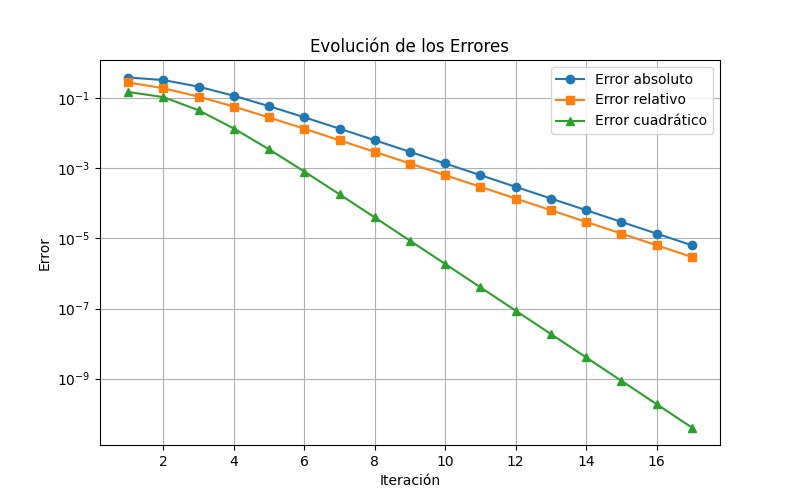 Evolución de los Errores
Error absoluto
Error relativo
Error cuadrático
Error
10⁻¹
10⁻³
10⁻⁵
10⁻⁷
10⁻⁹
2 4 6 8 10 12 14 16
Iteración